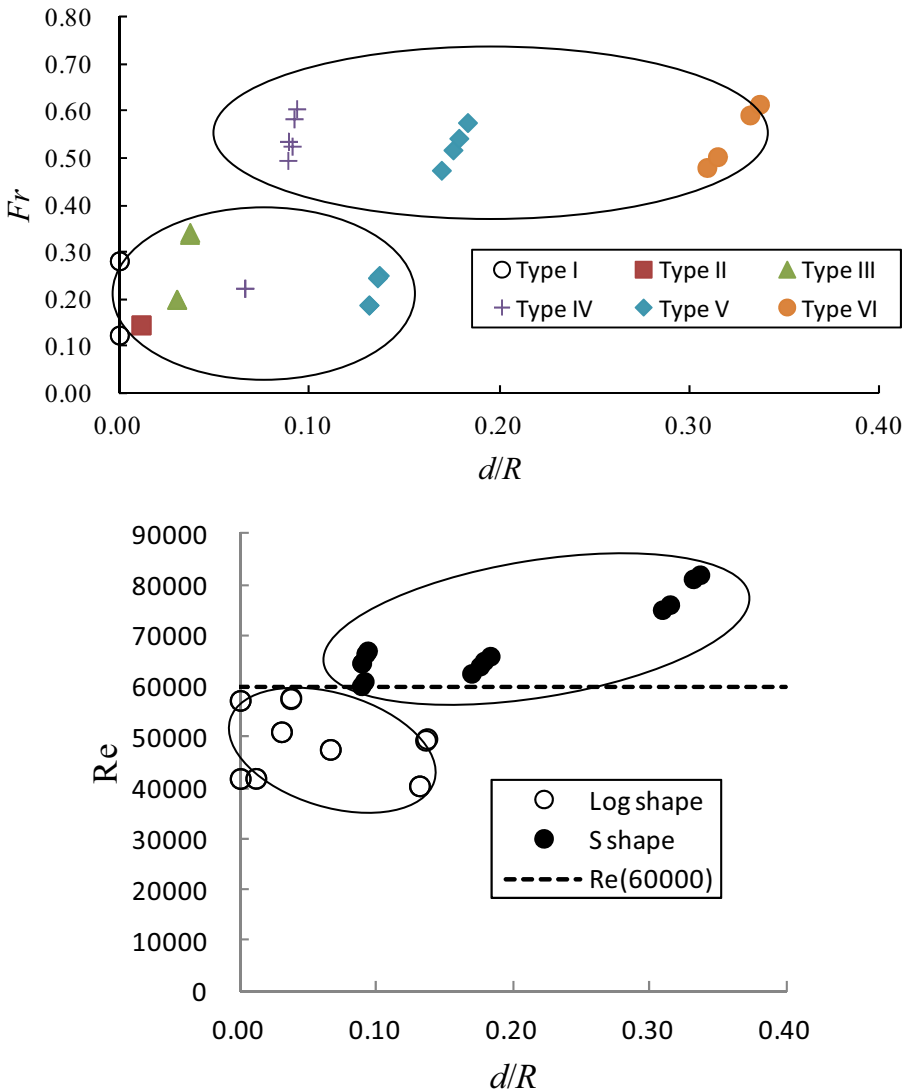 0.80
0.70
0.60
0.50
0.40
0.30
0.20
0.10
0.00
Fr
Type I Type II Type III
Type IV Type V Type VI
0.00 0.10 0.20 0.30 0.40
d/R
90000
80000
70000
60000
50000
40000
30000
20000
10000
0
Re
Log shape
S shape
Re(60000)
0.00 0.10 0.20 0.30 0.40
d/R